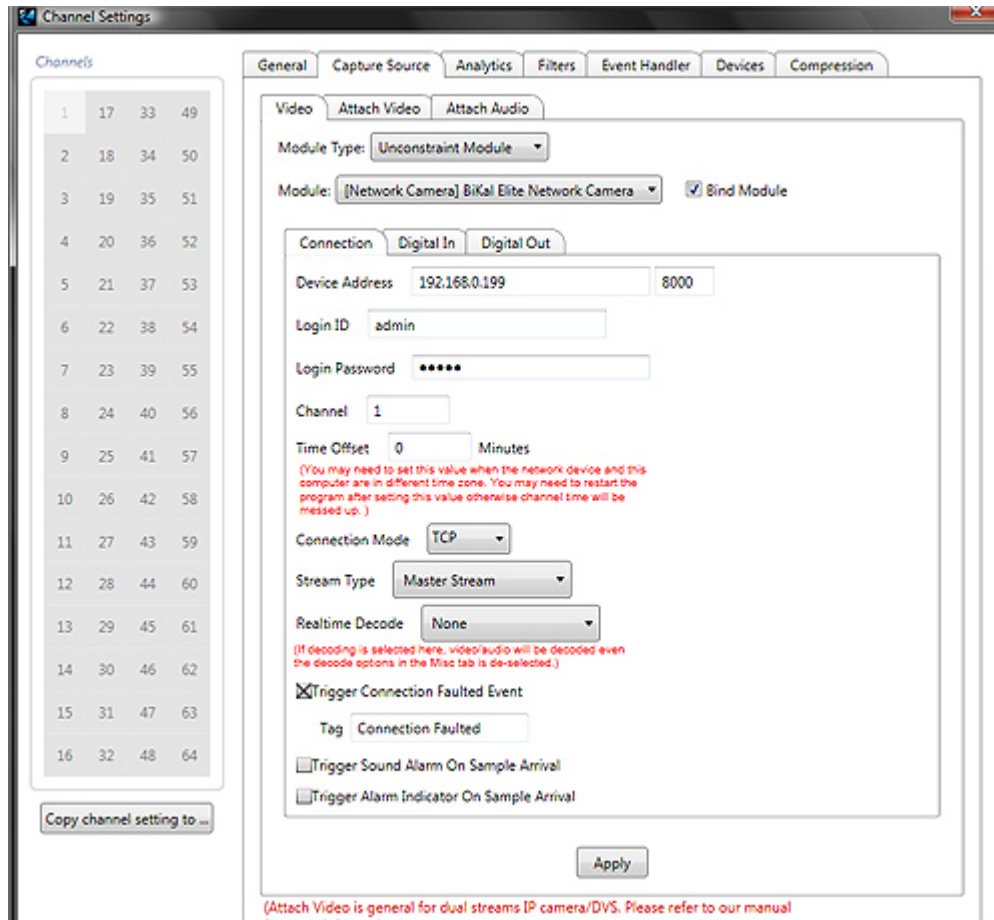 Channel Settings
Channels
General Capture Source Analytics Filters Event Handler Devices Compression
1 17 33 49
Video Attach Video Attach Audio
Module Type: Unconstraint Module
2 18 34 50
Module: [Network Camera] BiKal Elite Network Camera Bind Module
3 19 35 51
4 20 36 52
Connection Digital In Digital Out
5 21 37 53
Device Address 192.168.0.199 8000
6 22 38 54
Login ID admin
7 23 39 55
Login Password •••••
8 24 40 56
Channel 1
9 25 41 57
Time Offset 0 Minutes
(You may need to set this value when the network device and this
computer are in different time zone. You may need to restart the
program after setting this value otherwise channel time will be
messed up. )
10 26 42 58
11 27 43 59
Connection Mode TCP
12 28 44 60
Stream Type Master Stream
13 29 45 61
Realtime Decode None
(If decoding is selected here, video/audio will be decoded even
the decode options in the Misc tab is de-selected.)
14 30 46 62
Trigger Connection Faulted Event
15 31 47 63
Tag Connection Faulted
16 32 48 64
Trigger Sound Alarm On Sample Arrival
Trigger Alarm Indicator On Sample Arrival
Copy channel setting to ...
Apply
(Attach Video is general for dual streams IP camera/DVS. Please refer to our manual